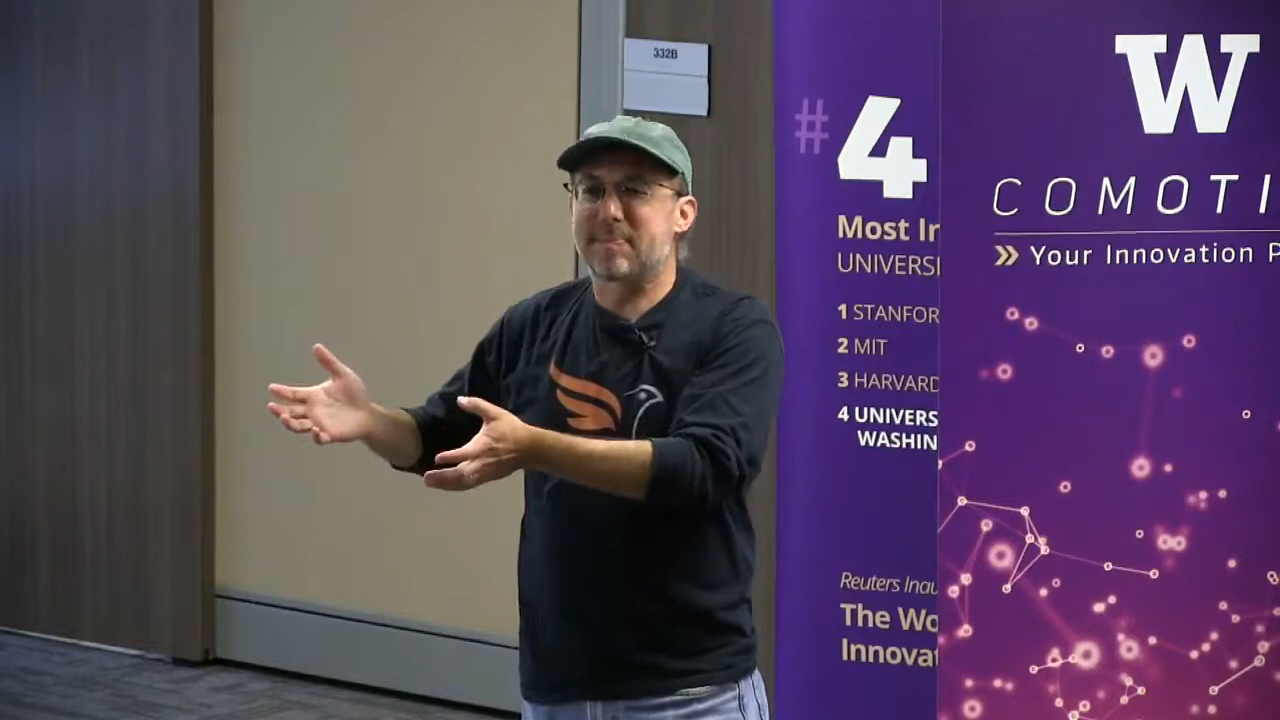 332B
#4
Most In
UNIVERSI
1 STANFOR
2 MIT
3 HARVARD
4 UNIVERS
WASHIN
Reuters Inau
The Wo
Innovat
W
COMOTI
Your Innovation P